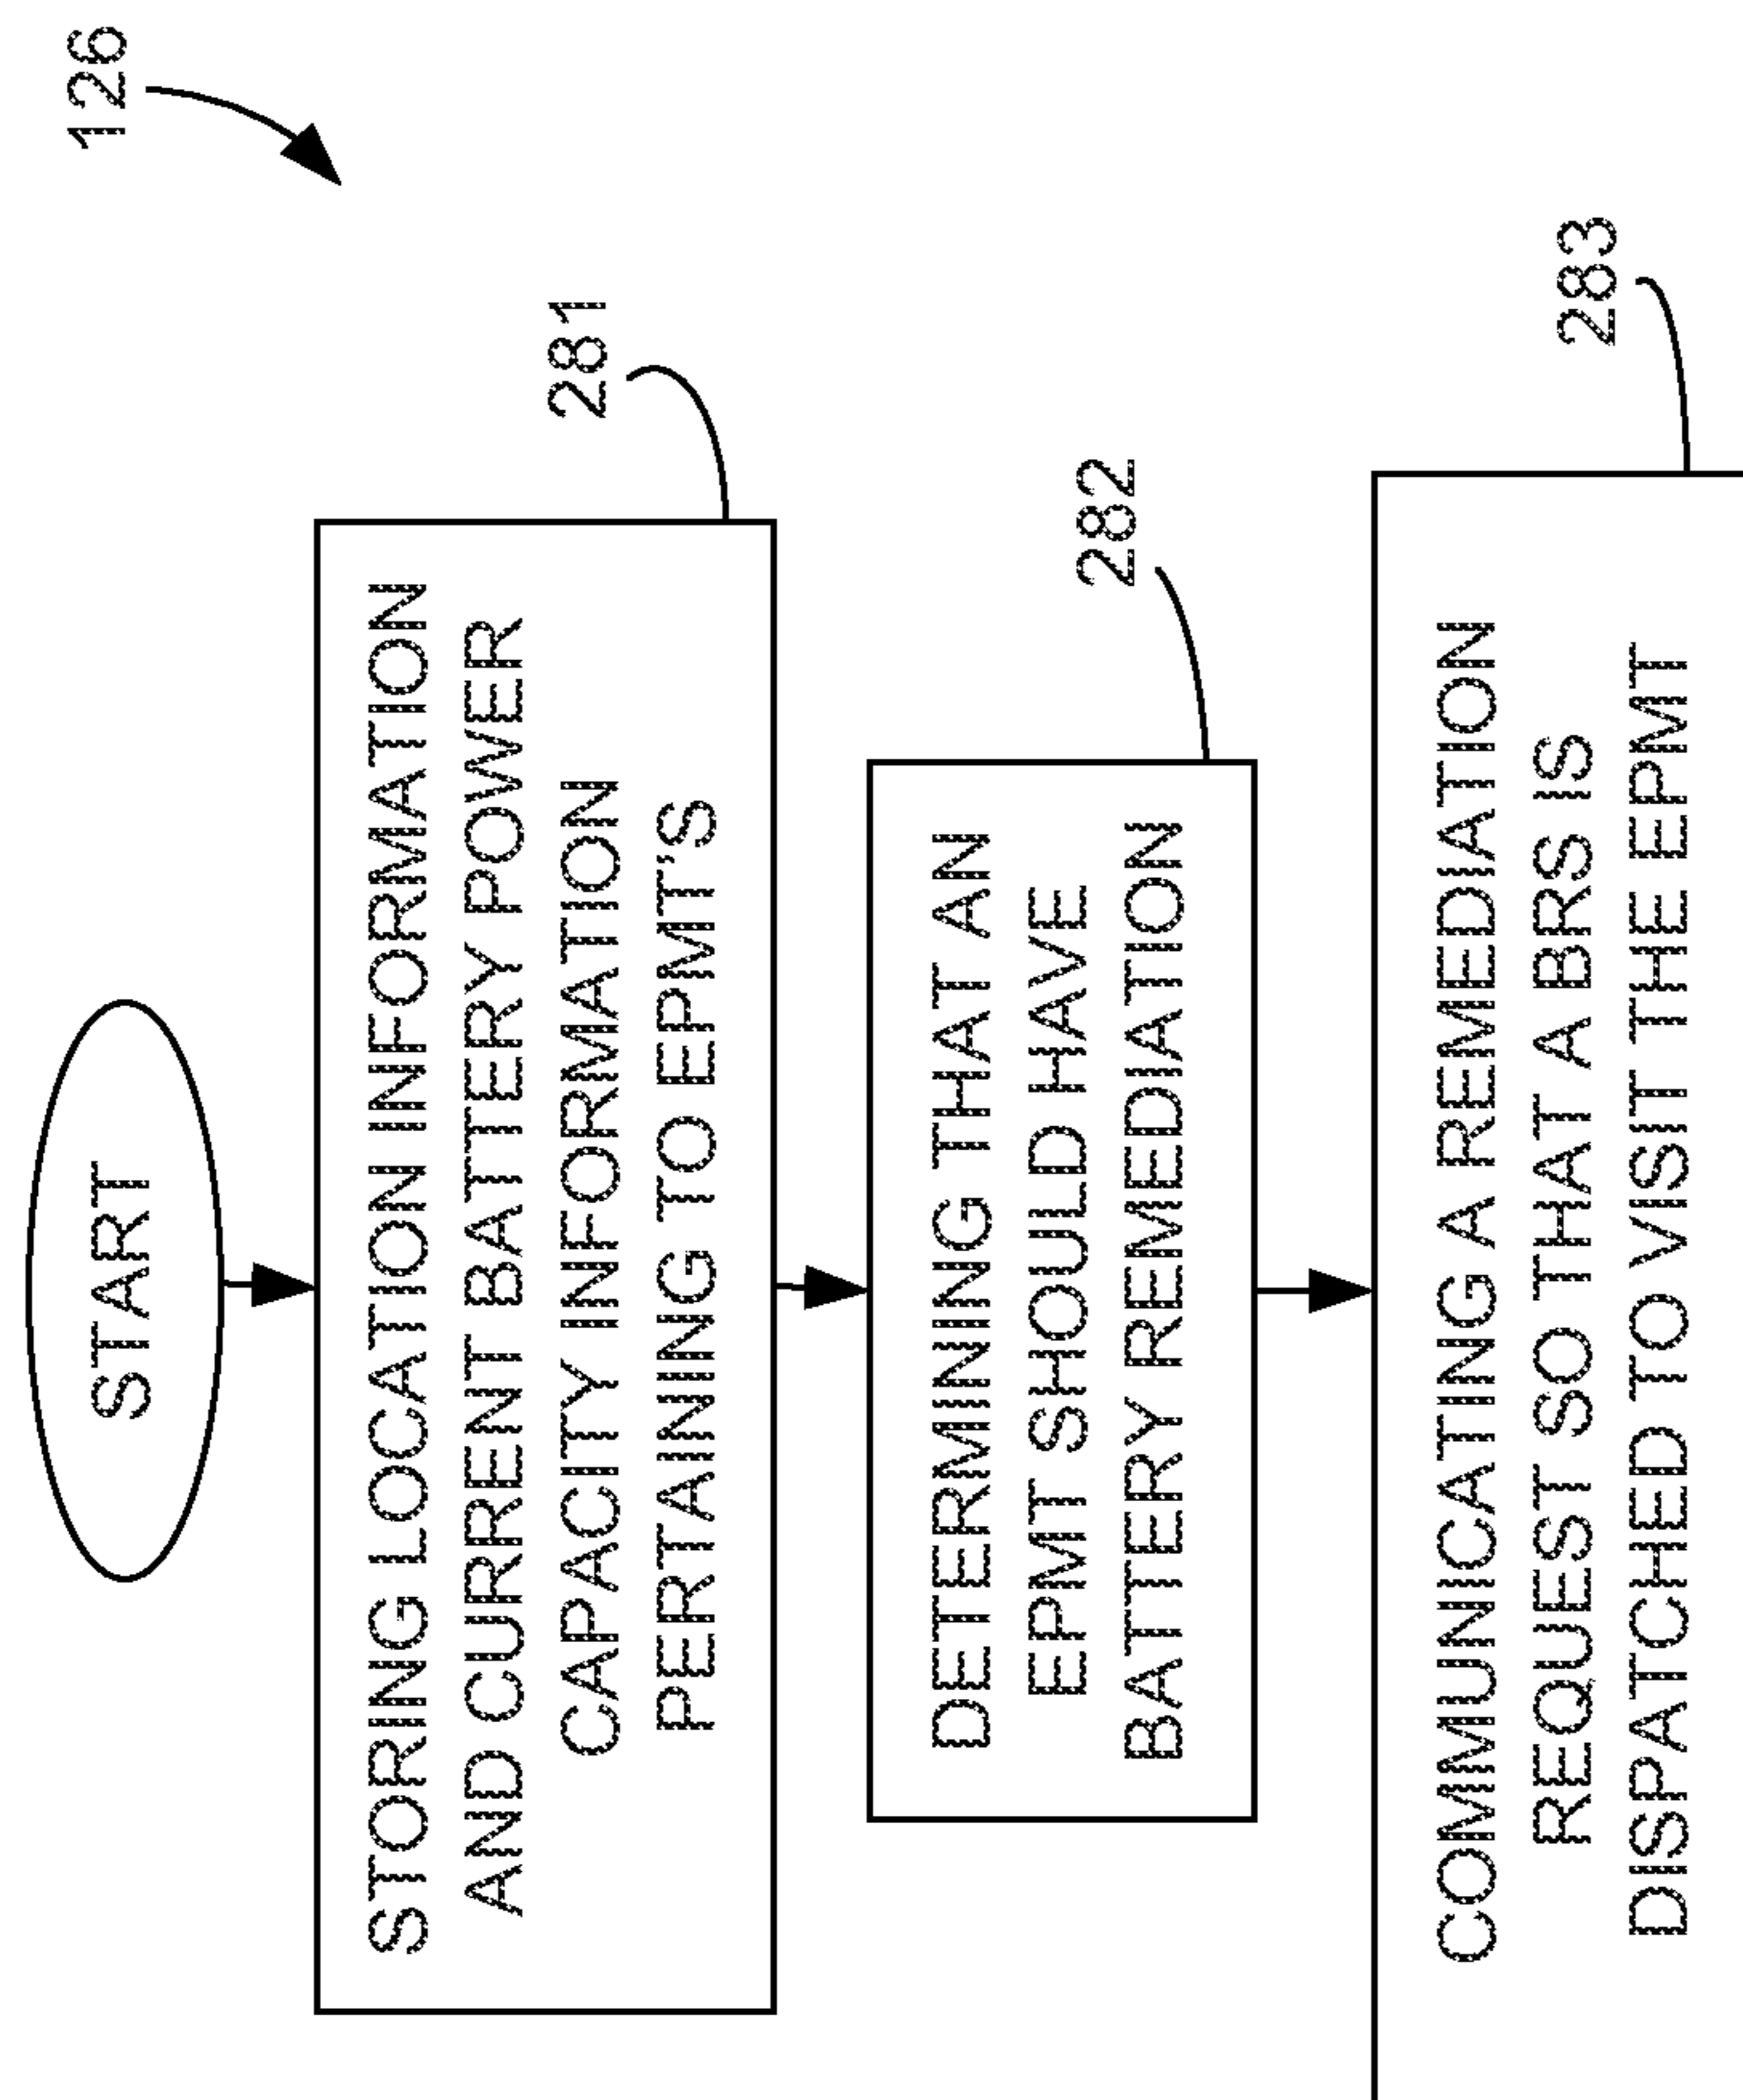 126
START
STORING LOCATION INFORMATION
AND CURRENT BATTERY POWER
CAPACITY INFORMATION
PERTAINING TO EPMT'S
281
DETERMINING THAT AN
EPMT SHOULD HAVE
BATTERY REMEDIATION
282
COMMUNICATING A REMEDIATION
REQUEST SO THAT A BRS IS
DISPATCHED TO VISIT THE EPMT
283